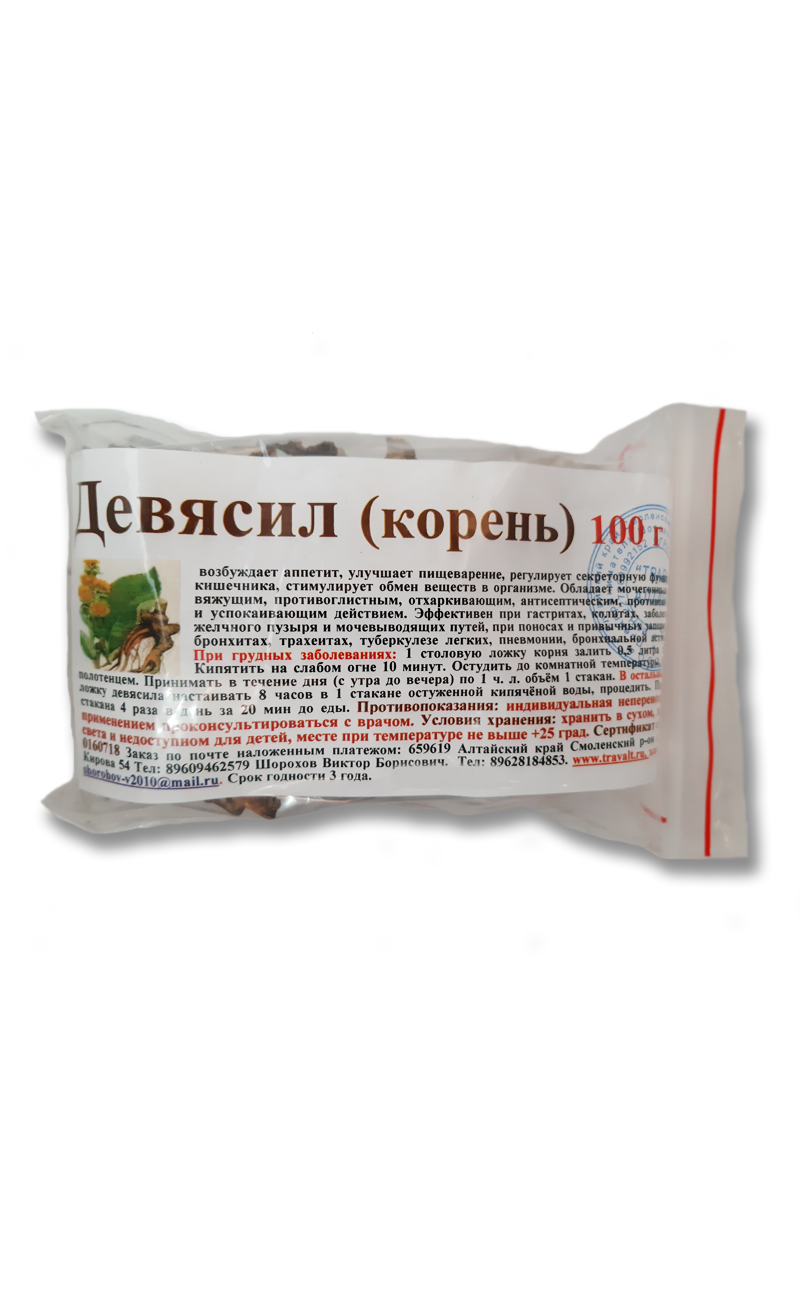 Девясил (корень) 100 г
возбуждает аппетит, улучшает пищеварение, регулирует секреторную
кишечника, стимулирует обмен веществ в организме. Обладает
вяжущим, противоглистным, отхаркивающим, антисептическим,
и успокаивающим действием. Эффективен при гастритах, колитах,
желчного пузыря и мочевыводящих путей, при поносах и привычных
бронхитах, трахеитах, туберкулезе легких, пневмонии, бронхиальной
При грудных заболеваниях: 1 столовую ложку корня залить 0,5 литра
Кипятить на слабом огне 10 минут. Остудить до комнатной температуры,
полотенцем. Принимать в течение дня (с утра до вечера) по 1 ч. л. объём 1 стакан. В
ложку девясила настаивать 8 часов в 1 стакане остуженной кипячёной воды, процедить.
стакана 4 раза в день за 20 мин до еды. Противопоказания: индивидуальная
применением проконсультироваться с врачом. Условия хранения: хранить в сухом,
света и недоступном для детей, месте при температуре не выше +25 град. Сертификат
0160718 Заказ по почте наложенным платежом: 659619 Алтайский край Смоленский р-он
Кирова 54 Тел: 89609462579 Шорохов Виктор Борисович. Тел: 89628184853. www.travalt.ru,
shorohov-v2010@mail.ru. Срок годности 3 года.